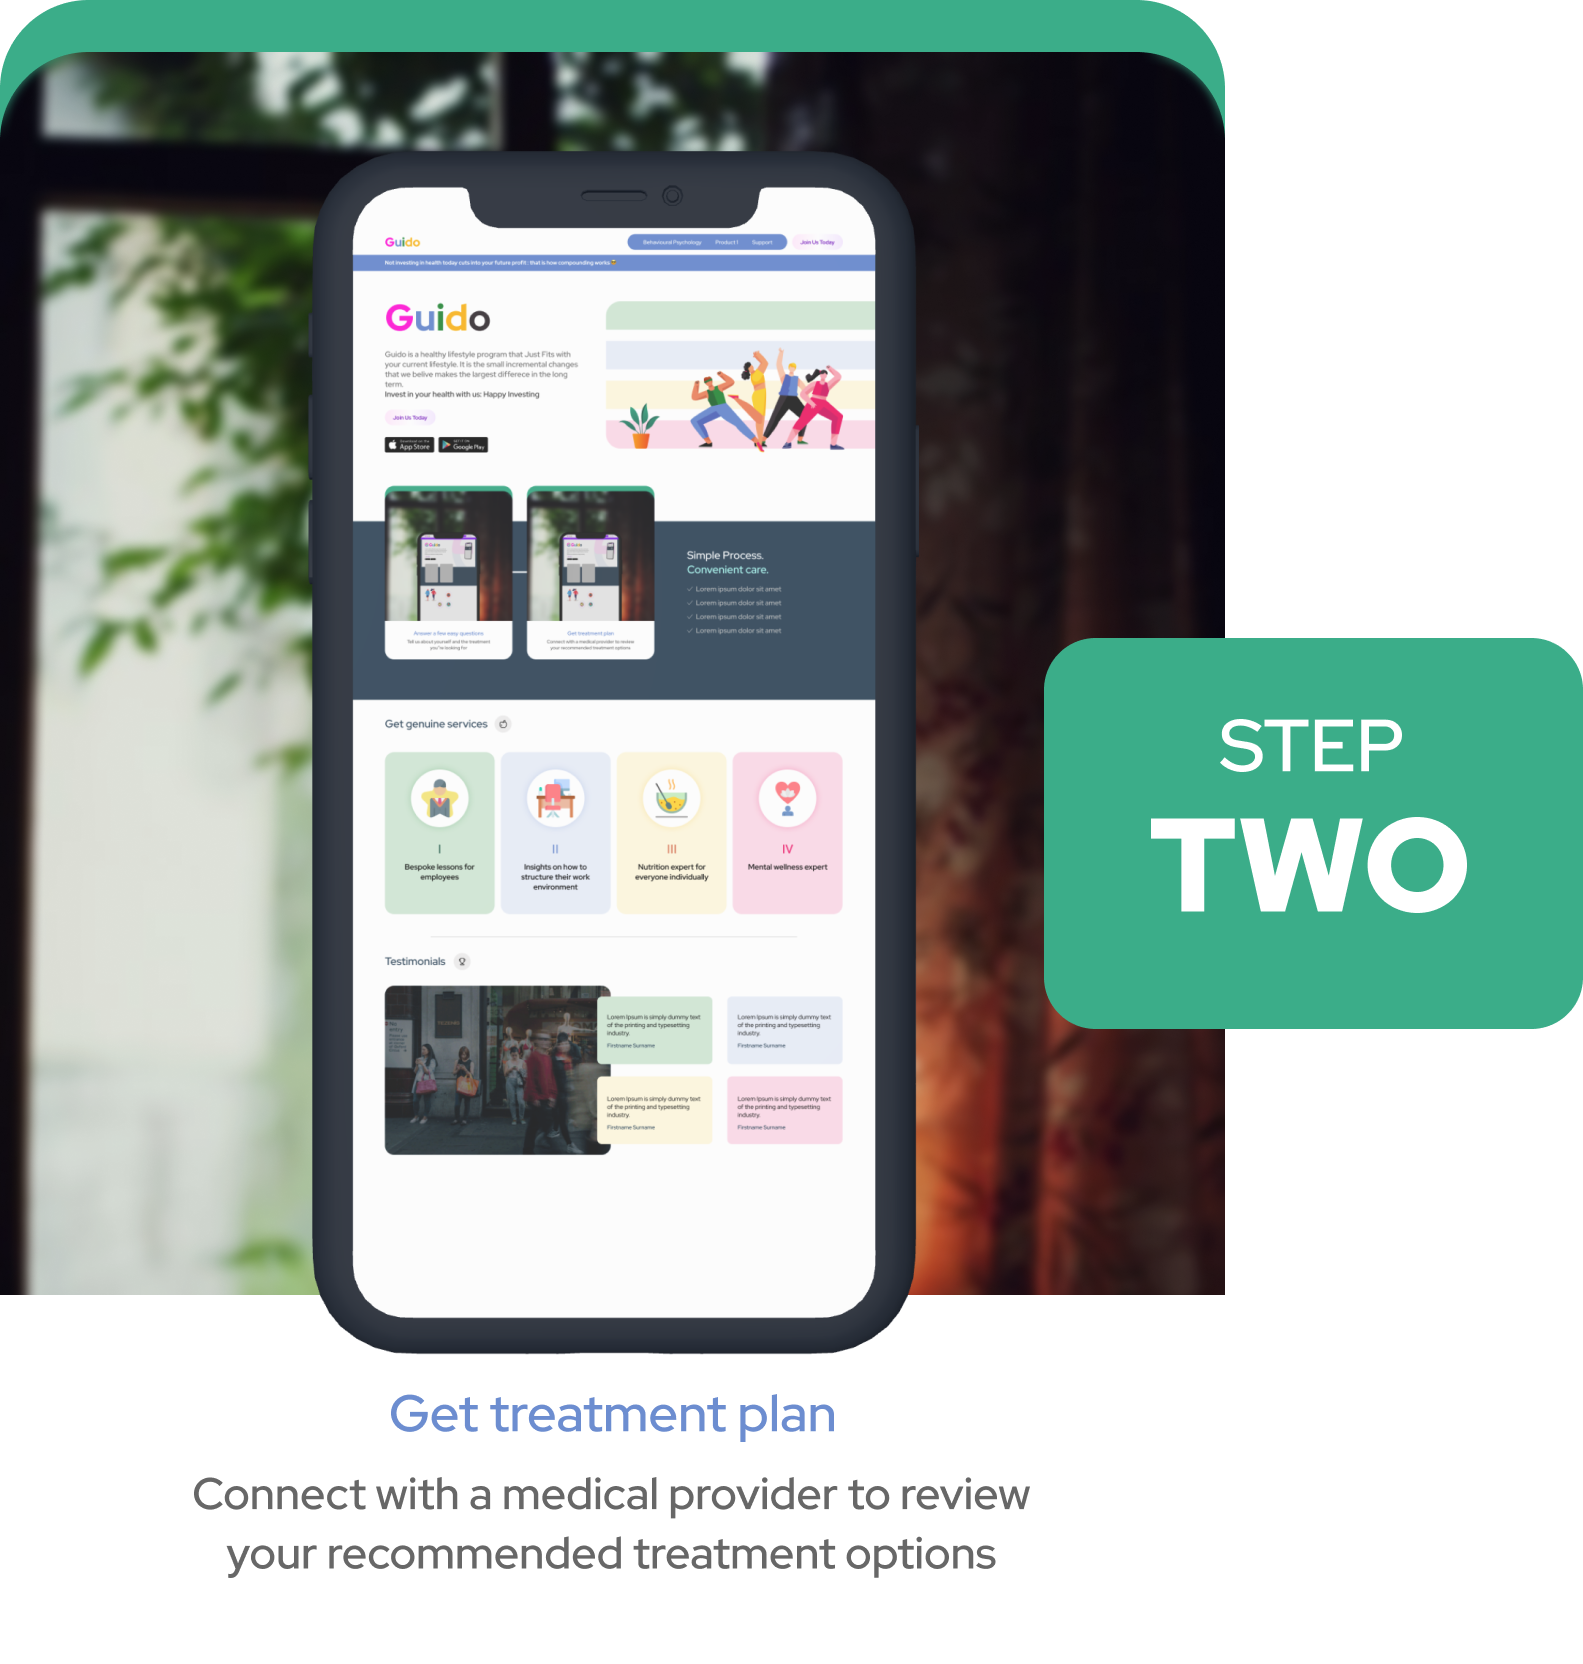 Guido
Behavioural Psychology Product 1 Support Join Us Today
Not investing in health today cuts into your future profit : that is how compounding works
Guido
Guido is a healthy lifestyle program that Just Fits with
your current lifestyle. It is the small incremental changes
that we belive makes the largest differece in the long
term.
Invest in your health with us: Happy Investing
Join Us Today
Download on the
App Store
GET IT ON
Google Play
Simple Process.
Convenient care.
Lorem ipsum dolor sit amet
Lorem ipsum dolor sit amet
Lorem ipsum dolor sit amet
Lorem ipsum dolor sit amet
Answer a few easy questions
Tell us about yourself and the treatment
you're looking for
Get treatment plan
Connect with a medical provider to review
your recommended treatment options
Get genuine services
I
Bespoke lessons for
employees
II
Insights on how to
structure their work
environment
III
Nutrition expert for
everyone individually
IV
Mental wellness expert
Testimonials
Lorem Ipsum is simply dummy text
of the printing and typesetting
industry.
Firstname Surname
Lorem Ipsum is simply dummy text
of the printing and typesetting
industry.
Firstname Surname
Lorem Ipsum is simply dummy text
of the printing and typesetting
industry.
Firstname Surname
Lorem Ipsum is simply dummy text
of the printing and typesetting
industry.
Firstname Surname
STEP
TWO
Get treatment plan
Connect with a medical provider to review
your recommended treatment options